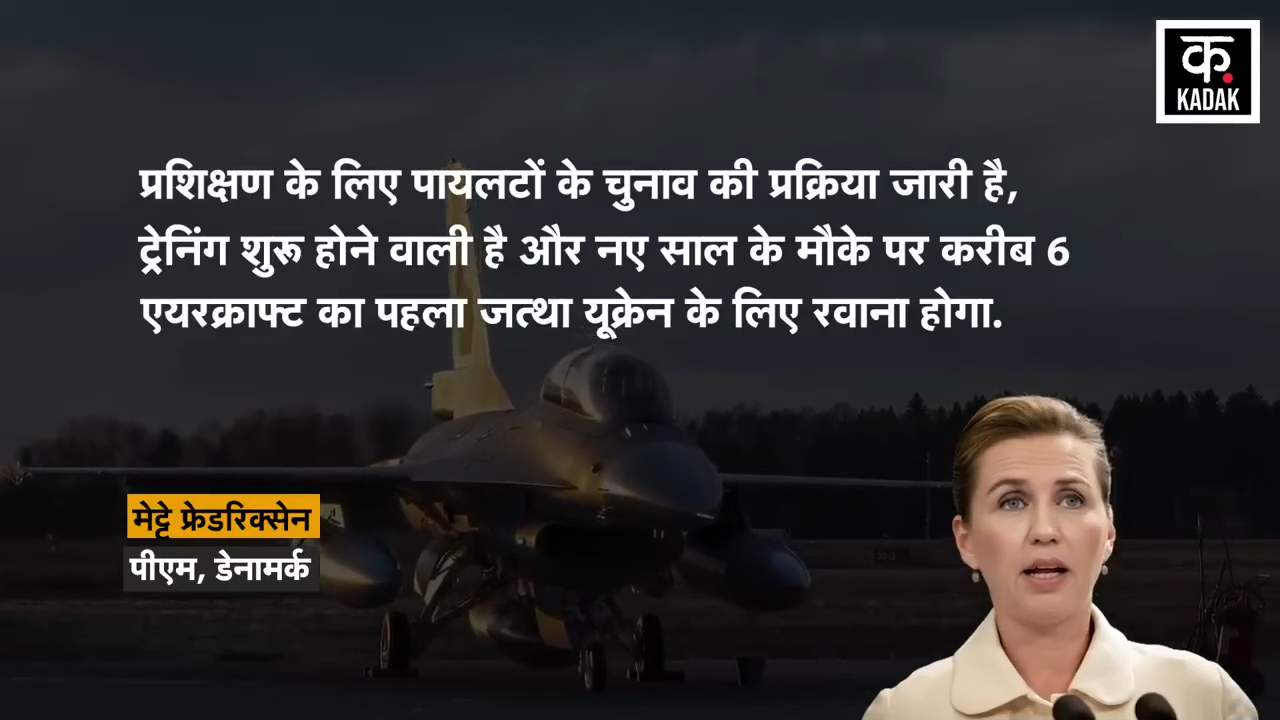 क.
KADAK
प्रशिक्षण के लिए पायलटों के चुनाव की प्रक्रिया जारी है,
ट्रेनिंग शुरू होने वाली है और नए साल के मौके पर करीब 6
एयरक्राफ्ट का पहला जत्था यूक्रेन के लिए रवाना होगा.
मेट्टे फ्रेडरिक्सेन
पीएम, डेनामर्क